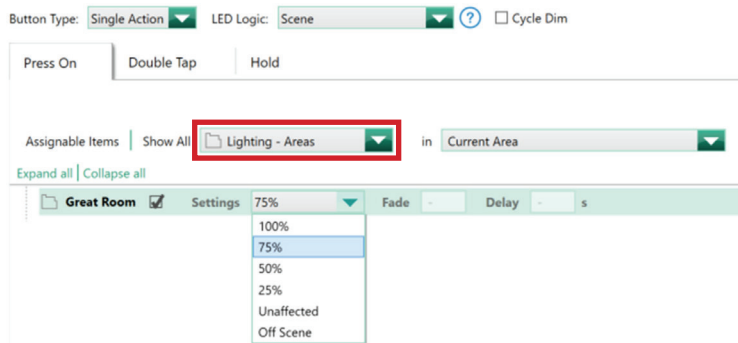 Button Type: Single Action LED Logic: Scene ? Cycle Dim
Press On Double Tap Hold
Assignable Items Show All Lighting - Areas in Current Area
Expand all Collapse all
Great Room Settings 75% Fade - Delay - s
100%
75%
50%
25%
Unaffected
Off Scene